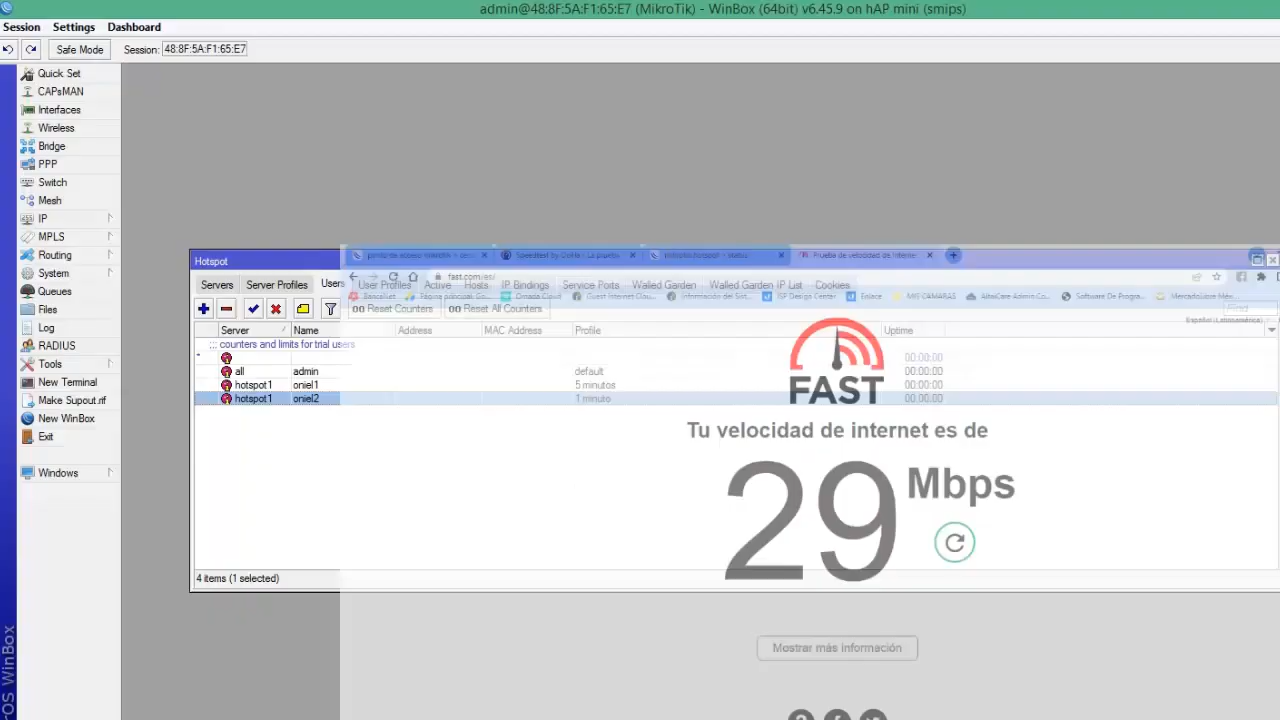 admin@48:8F:5A:F1:65:E7 (MikroTik) - WinBox (64bit) v6.45.9 on hAP mini (smips)
Session Settings Dashboard
Safe Mode Session: 48:8F:5A:F1:65:E7
Quick Set
CAPsMAN
Interfaces
Wireless
Bridge
PPP
Switch
Mesh
IP
MPLS
Routing
System
Queues
Files
Log
RADIUS
Tools
New Terminal
Make Supout.rif
New WinBox
Exit
Windows
OS WinBox
Hotspot
Servers Server Profiles Users User Profiles Active Hosts IP Bindings Service Ports Walled Garden Walled Garden IP List Cookies
fast.com/es/
00 Reset Counters 00 Reset All Counters
Server Name Address MAC Address Profile Uptime
;;; counters and limits for trial users
00:00:00
all admin default 00:00:00
hotspot1 oniel1 5 minutos 00:00:00
hotspot1 oniel2 1 minuto 00:00:00
4 items (1 selected)
FAST
Tu velocidad de internet es de
29 Mbps
Mostrar más información